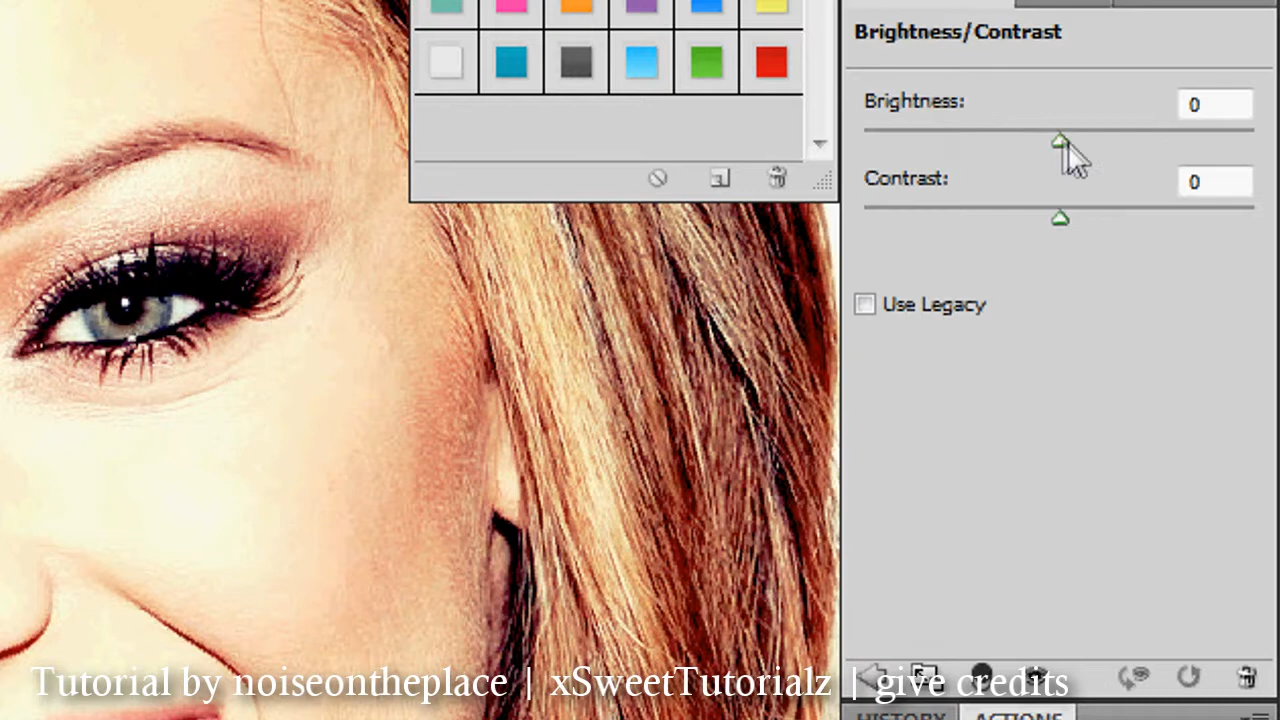 Brightness/Contrast
Brightness:
0
Contrast:
0
Use Legacy
Tutorial by noiseontheplace | xSweetTutorialz | give credits
HISTORY
ACTIONS